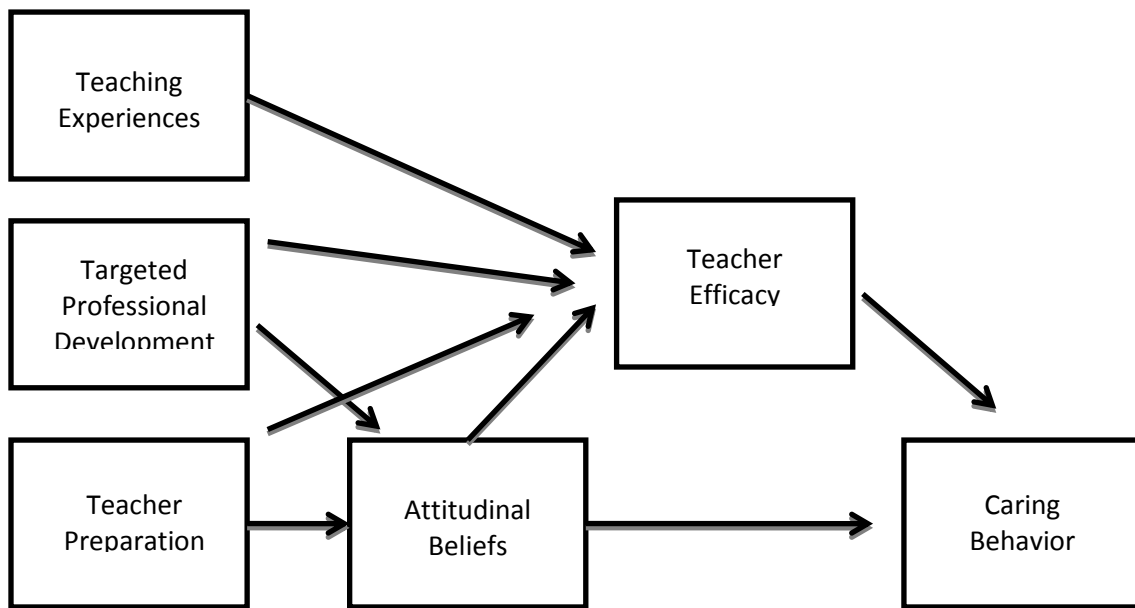 Teaching
Experiences
Targeted
Professional
Development
Teacher
Preparation
Attitudinal
Beliefs
Teacher
Efficacy
Caring
Behavior